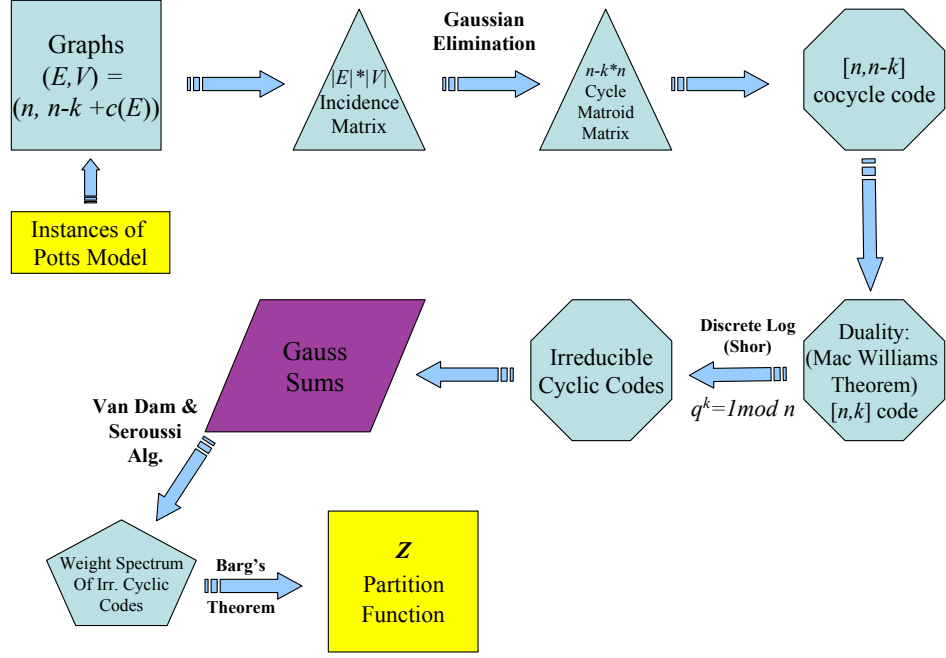 Graphs
(E,V) =
(n, n-k +c(E))
|E|*|V|
Incidence
Matrix
Gaussian
Elimination
n-k*n
Cycle
Matroid
Matrix
[n,n-k]
cocycle code
Instances of
Potts Model
Gauss
Sums
Irreducible
Cyclic Codes
Discrete Log
(Shor)
q^k=1mod n
Duality:
(Mac Williams
Theorem)
[n,k] code
Van Dam &
Seroussi
Alg.
Weight Spectrum
Of Irr. Cyclic
Codes
Barg's
Theorem
Z
Partition
Function